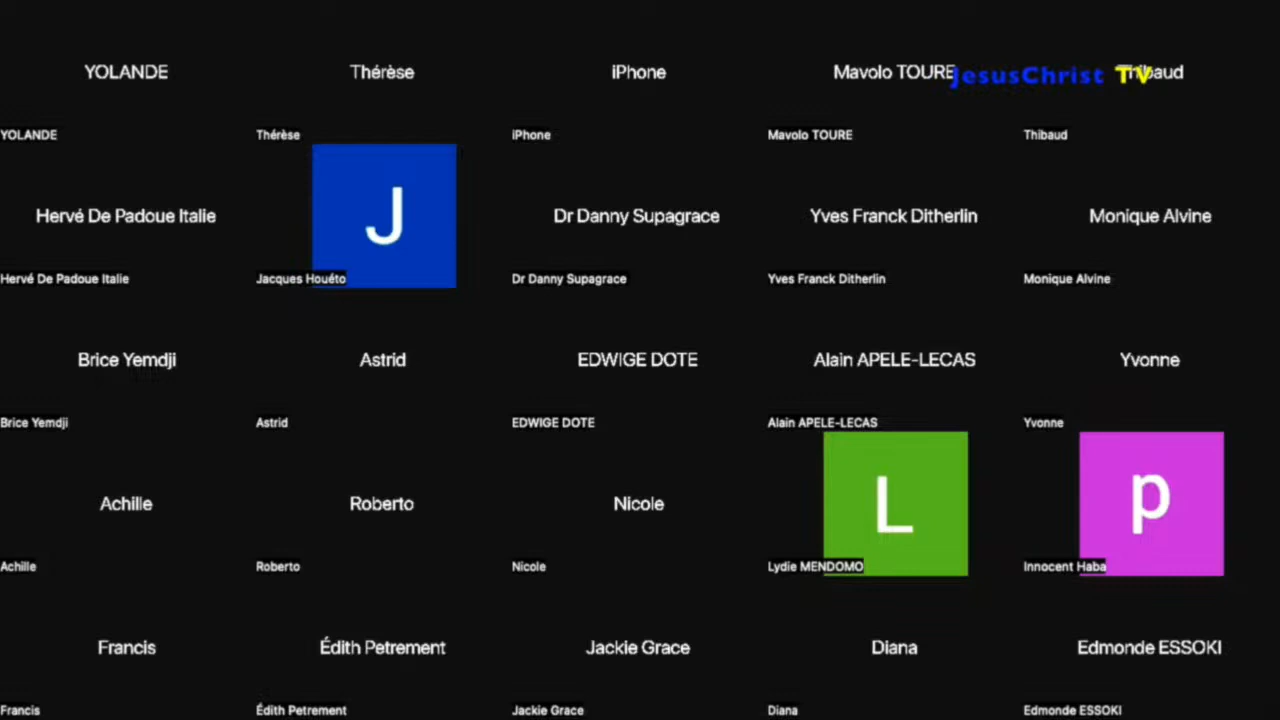 YOLANDE
Thérèse
iPhone
Mavolo TOURE
JesusChrist TV
Thibaud
YOLANDE
Thérèse
iPhone
Mavolo TOURE
Thibaud
Hervé De Padoue Italie
J
Dr Danny Supagrace
Yves Franck Ditherlin
Monique Alvine
Hervé De Padoue Italie
Jacques Houéto
Dr Danny Supagrace
Yves Franck Ditherlin
Monique Alvine
Brice Yemdji
Astrid
EDWIGE DOTE
Alain APELE-LECAS
Yvonne
Brice Yemdji
Astrid
EDWIGE DOTE
Alain APELE-LECAS
Yvonne
Achille
Roberto
Nicole
L
p
Achille
Roberto
Nicole
Lydie MENDOMO
Innocent Haba
Francis
Édith Petrement
Jackie Grace
Diana
Edmonde ESSOKI
Francis
Édith Petrement
Jackie Grace
Diana
Edmonde ESSOKI